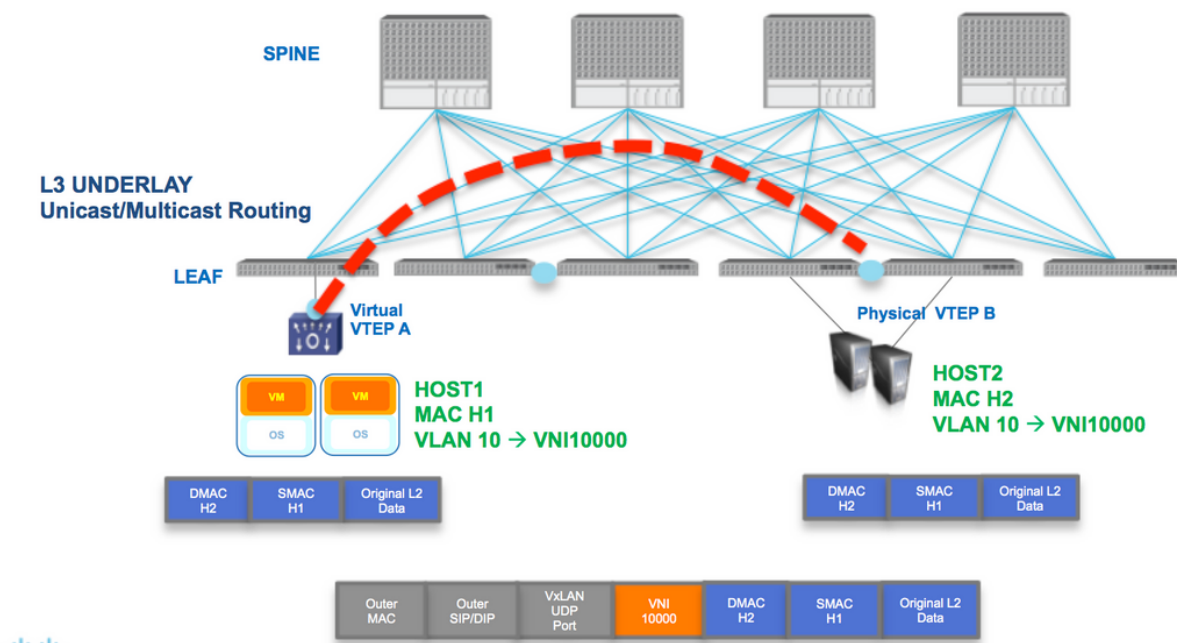 SPINE
L3 UNDERLAY
Unicast/Multicast Routing
LEAF
Virtual
VTEP A
Physical VTEP B
VM
VM
OS
OS
HOST1
MAC H1
VLAN 10 → VNI10000
HOST2
MAC H2
VLAN 10 → VNI10000
DMAC
H2
SMAC
H1
Original L2
Data
DMAC
H2
SMAC
H1
Original L2
Data
Outer
MAC
Outer
SIP/DIP
VxLAN
UDP
Port
VNI
10000
DMAC
H2
SMAC
H1
Original L2
Data